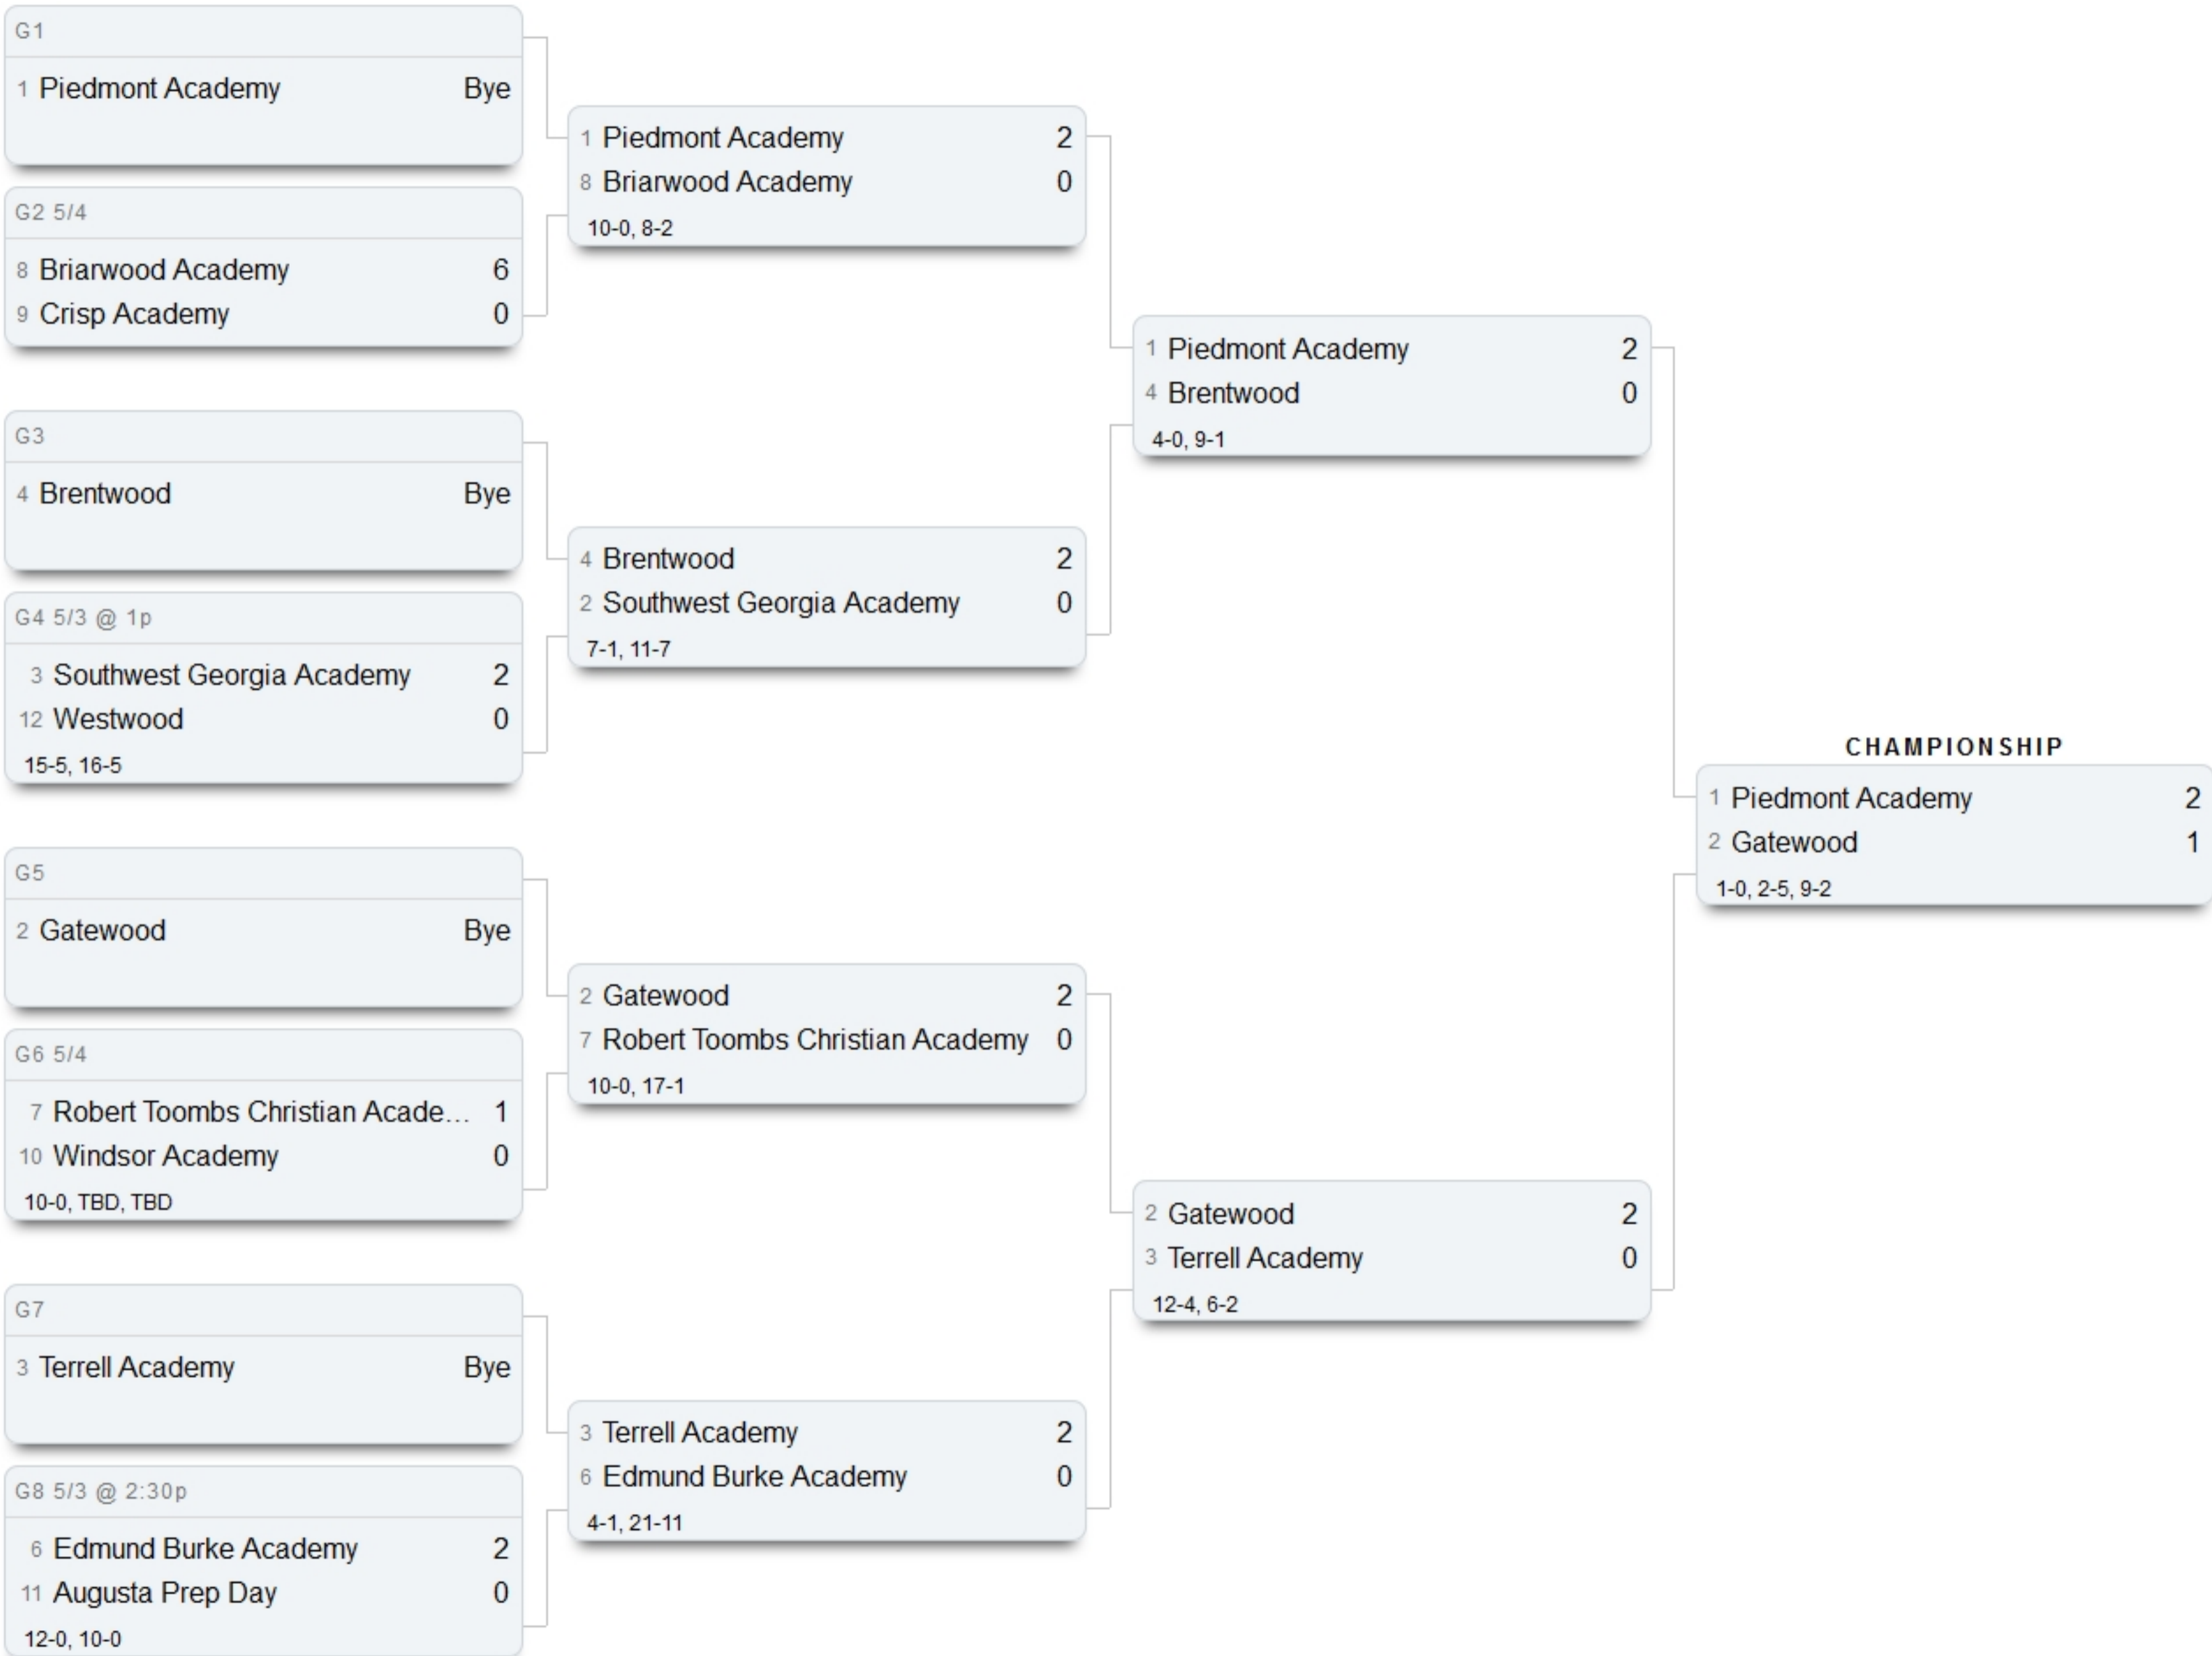 G1
1 Piedmont Academy Bye
G2 5/4
8 Briarwood Academy 6
9 Crisp Academy 0
G3
4 Brentwood Bye
G4 5/3 @ 1p
3 Southwest Georgia Academy 2
12 Westwood 0
15-5, 16-5
G5
2 Gatewood Bye
G6 5/4
7 Robert Toombs Christian Acade... 1
10 Windsor Academy 0
10-0, TBD, TBD
G7
3 Terrell Academy Bye
G8 5/3 @ 2:30p
6 Edmund Burke Academy 2
11 Augusta Prep Day 0
12-0, 10-0
1 Piedmont Academy 2
8 Briarwood Academy 0
10-0, 8-2
4 Brentwood 2
2 Southwest Georgia Academy 0
7-1, 11-7
2 Gatewood 2
7 Robert Toombs Christian Academy 0
10-0, 17-1
3 Terrell Academy 2
6 Edmund Burke Academy 0
4-1, 21-11
1 Piedmont Academy 2
4 Brentwood 0
4-0, 9-1
2 Gatewood 2
3 Terrell Academy 0
12-4, 6-2
CHAMPIONSHIP
1 Piedmont Academy 2
2 Gatewood 1
1-0, 2-5, 9-2